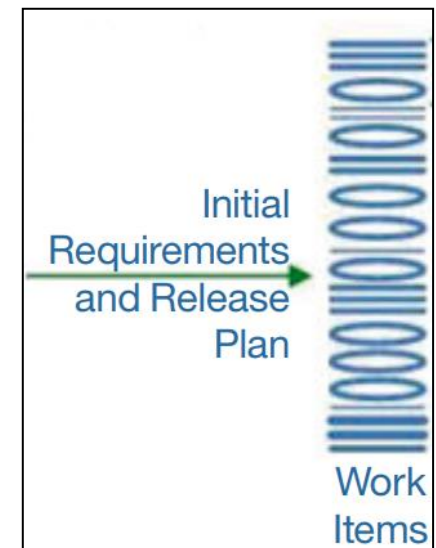 Initial
Requirements
and Release
Plan
Work
Items